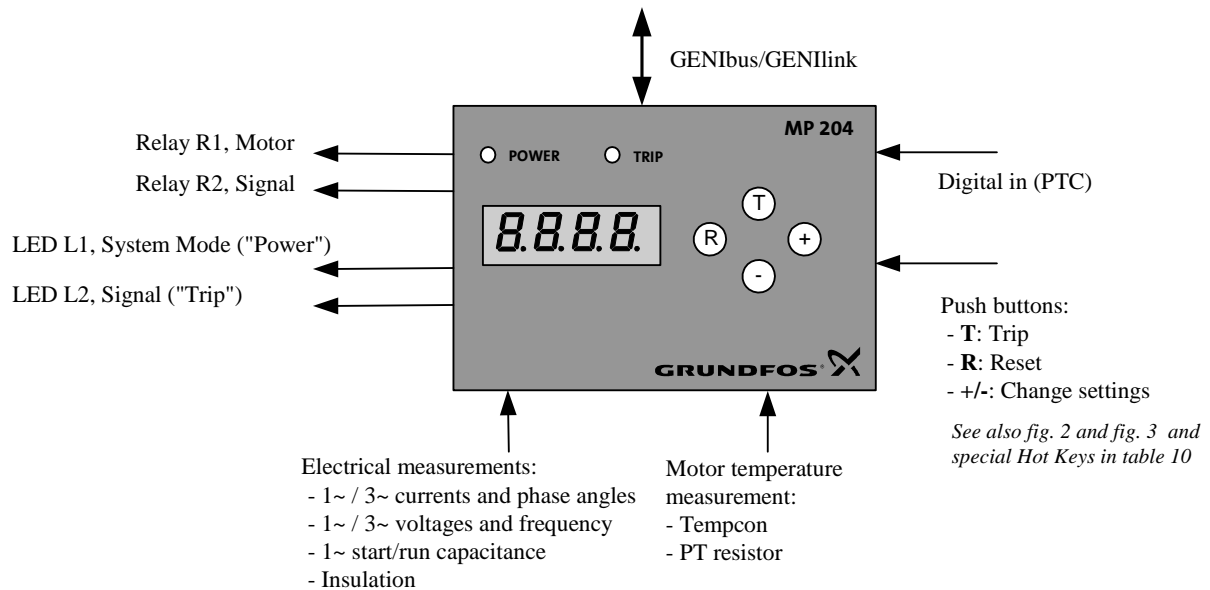 GENIbus/GENIlink
MP 204
Relay R1, Motor
POWER
TRIP
Relay R2, Signal
Digital in (PTC)
T
8.8.8.8.
R
+
LED L1, System Mode ("Power")
-
LED L2, Signal ("Trip")
Push buttons:
- T: Trip
- R: Reset
- +/-: Change settings
GRUNDFOS
See also fig. 2 and fig. 3 and
special Hot Keys in table 10
Electrical measurements:
- 1~ / 3~ currents and phase angles
- 1~ / 3~ voltages and frequency
- 1~ start/run capacitance
- Insulation
Motor temperature
measurement:
- Tempcon
- PT resistor